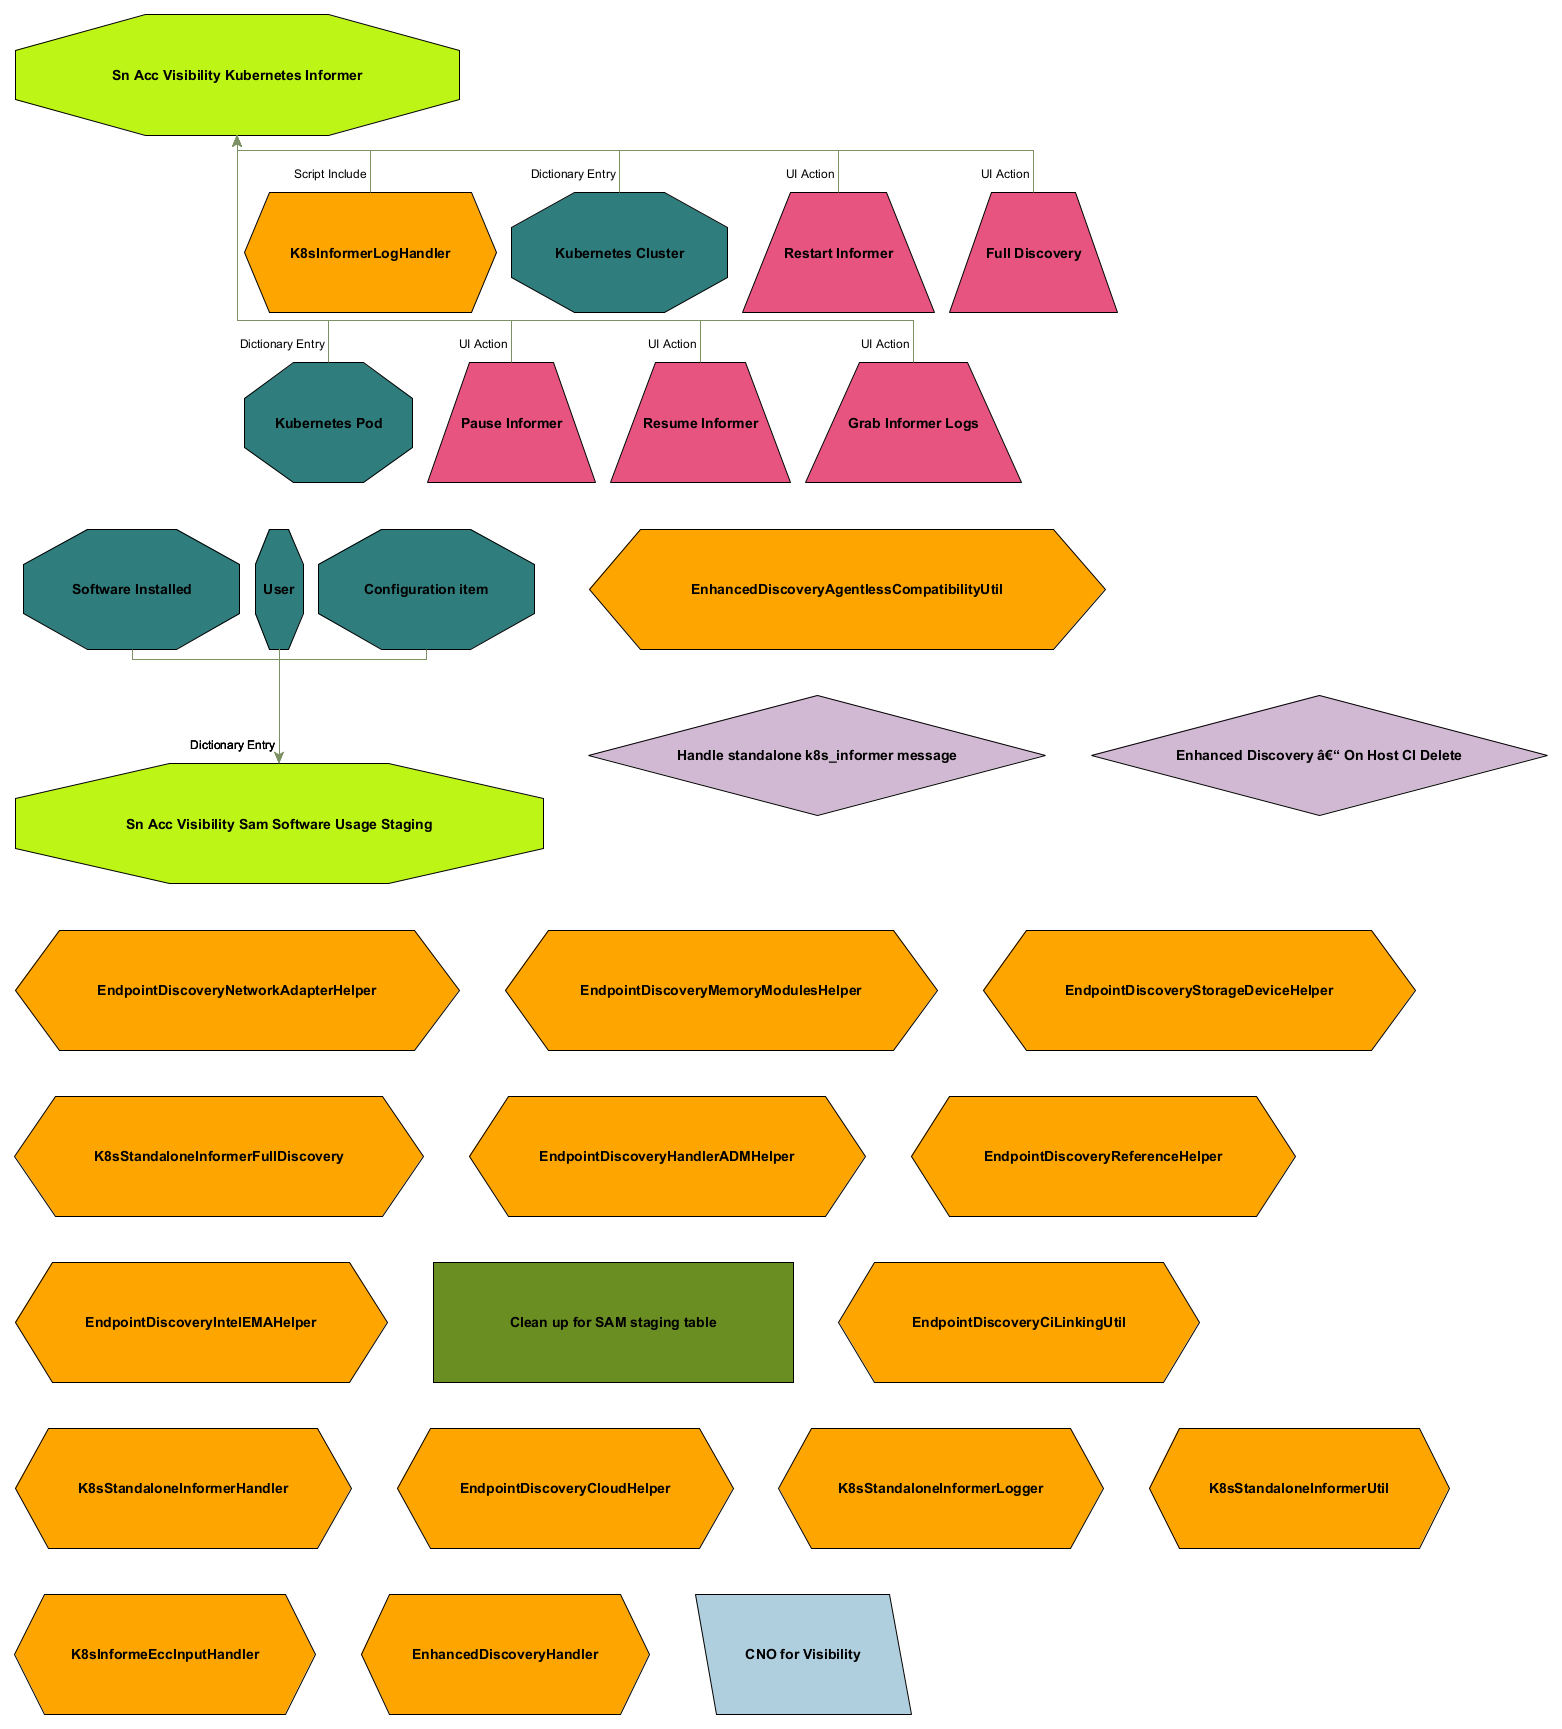 Sn Acc Visibility Kubernetes Informer
Script Include
Dictionary Entry
UI Action
UI Action
K8sInformerLogHandler
Kubernetes Cluster
Restart Informer
Full Discovery
Dictionary Entry
UI Action
UI Action
UI Action
Kubernetes Pod
Pause Informer
Resume Informer
Grab Informer Logs
Software Installed
User
Configuration item
EnhancedDiscoveryAgentlessCompatibilityUtil
Dictionary Entry
Handle standalone k8s_informer message
Enhanced Discovery â€“ On Host CI Delete
Sn Acc Visibility Sam Software Usage Staging
EndpointDiscoveryNetworkAdapterHelper
EndpointDiscoveryMemoryModulesHelper
EndpointDiscoveryStorageDeviceHelper
K8sStandaloneInformerFullDiscovery
EndpointDiscoveryHandlerADMHelper
EndpointDiscoveryReferenceHelper
EndpointDiscoveryIntelEMAHelper
Clean up for SAM staging table
EndpointDiscoveryCiLinkingUtil
K8sStandaloneInformerHandler
EndpointDiscoveryCloudHelper
K8sStandaloneInformerLogger
K8sStandaloneInformerUtil
K8sInformeEccInputHandler
EnhancedDiscoveryHandler
CNO for Visibility